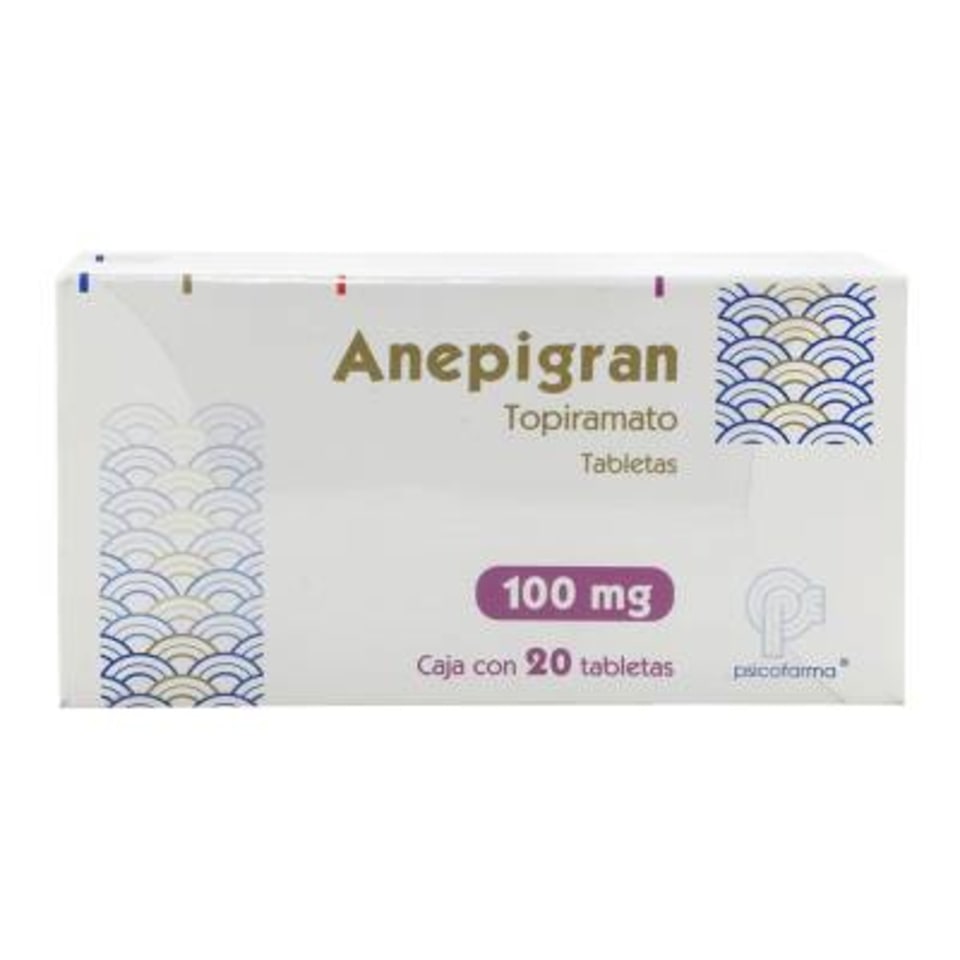 Anepigran
Topiramato
Tabletas
100 mg
Caja con 20 tabletas
psicofarma®